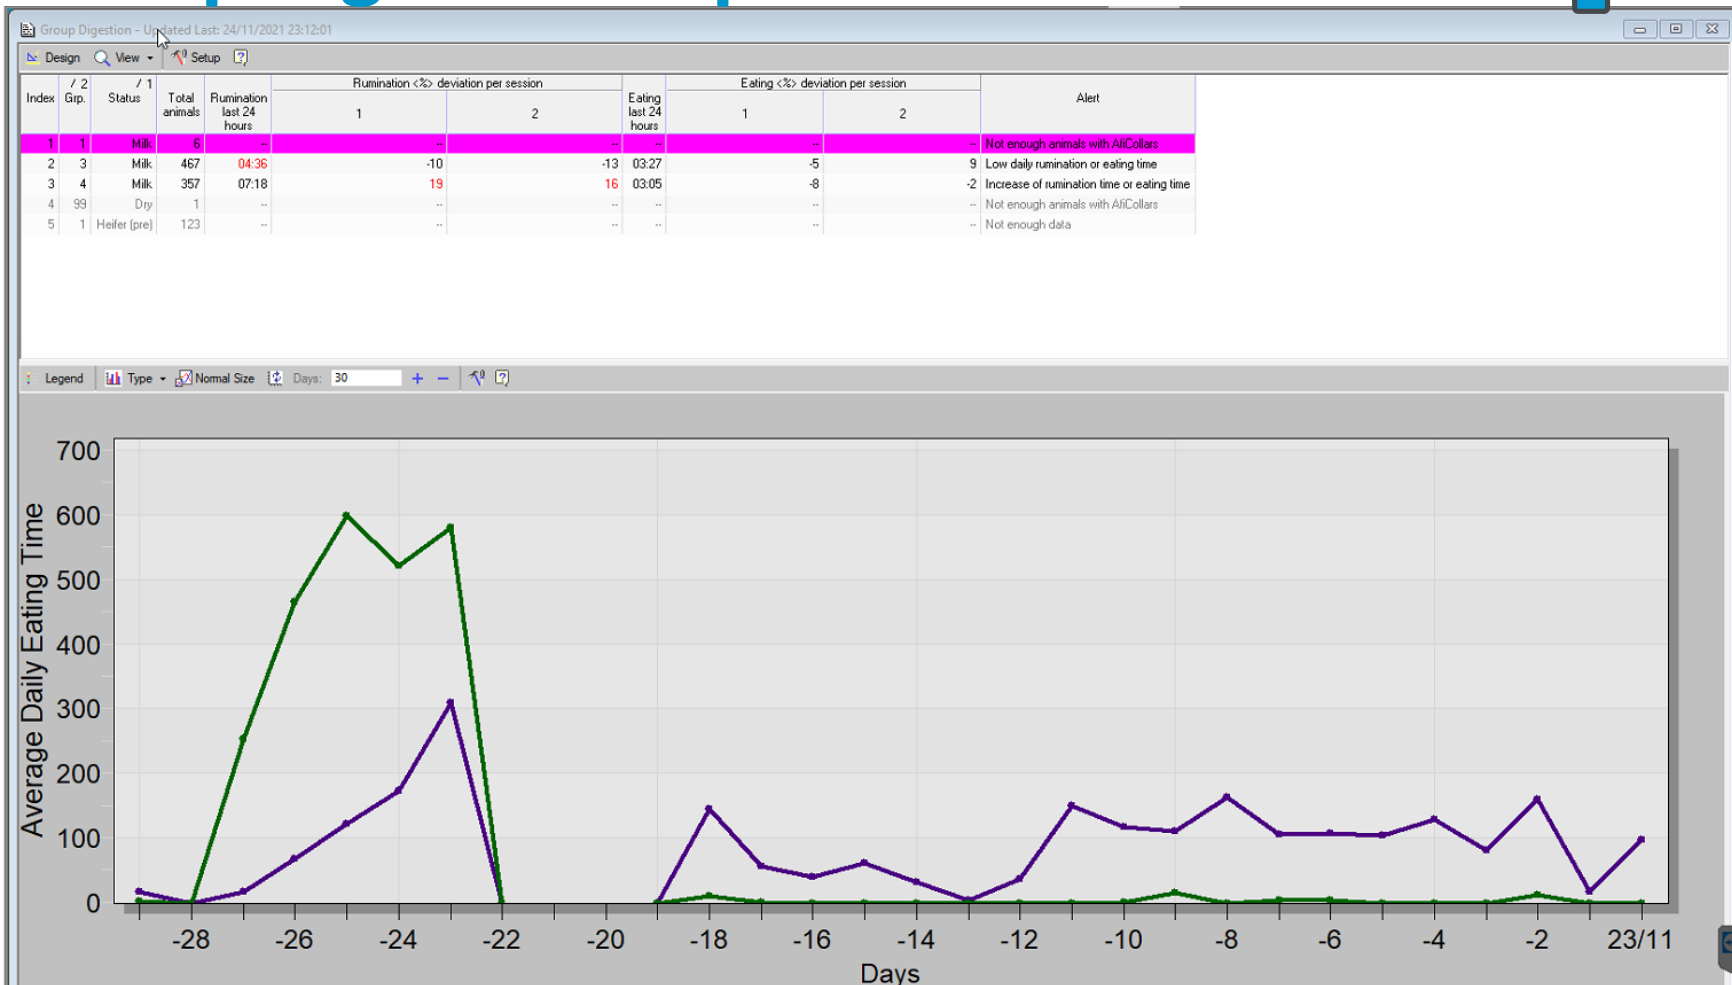 Group Digestion - Updated Last: 24/11/2021 23:12:01
Design View Setup
Index / 2 Grp. / 1 Status Total animals Rumination last 24 hours Rumination <%> deviation per session 1 2 Eating last 24 hours Eating <%> deviation per session 1 2 Alert
1 1 Milk 6 -- -- -- -- -- -- Not enough animals with AfiCollars
2 3 Milk 467 04:36 -10 -13 03:27 -5 9 Low daily rumination or eating time
3 4 Milk 357 07:18 19 16 03:05 -8 -2 Increase of rumination time or eating time
4 99 Dry 1 -- -- -- -- -- -- Not enough animals with AfiCollars
5 1 Heifer (pre) 123 -- -- -- -- -- -- Not enough data
Legend Type Normal Size Days: 30 + −
Average Daily Eating Time
700
600
500
400
300
200
100
0
-28 -26 -24 -22 -20 -18 -16 -14 -12 -10 -8 -6 -4 -2 23/11
Days